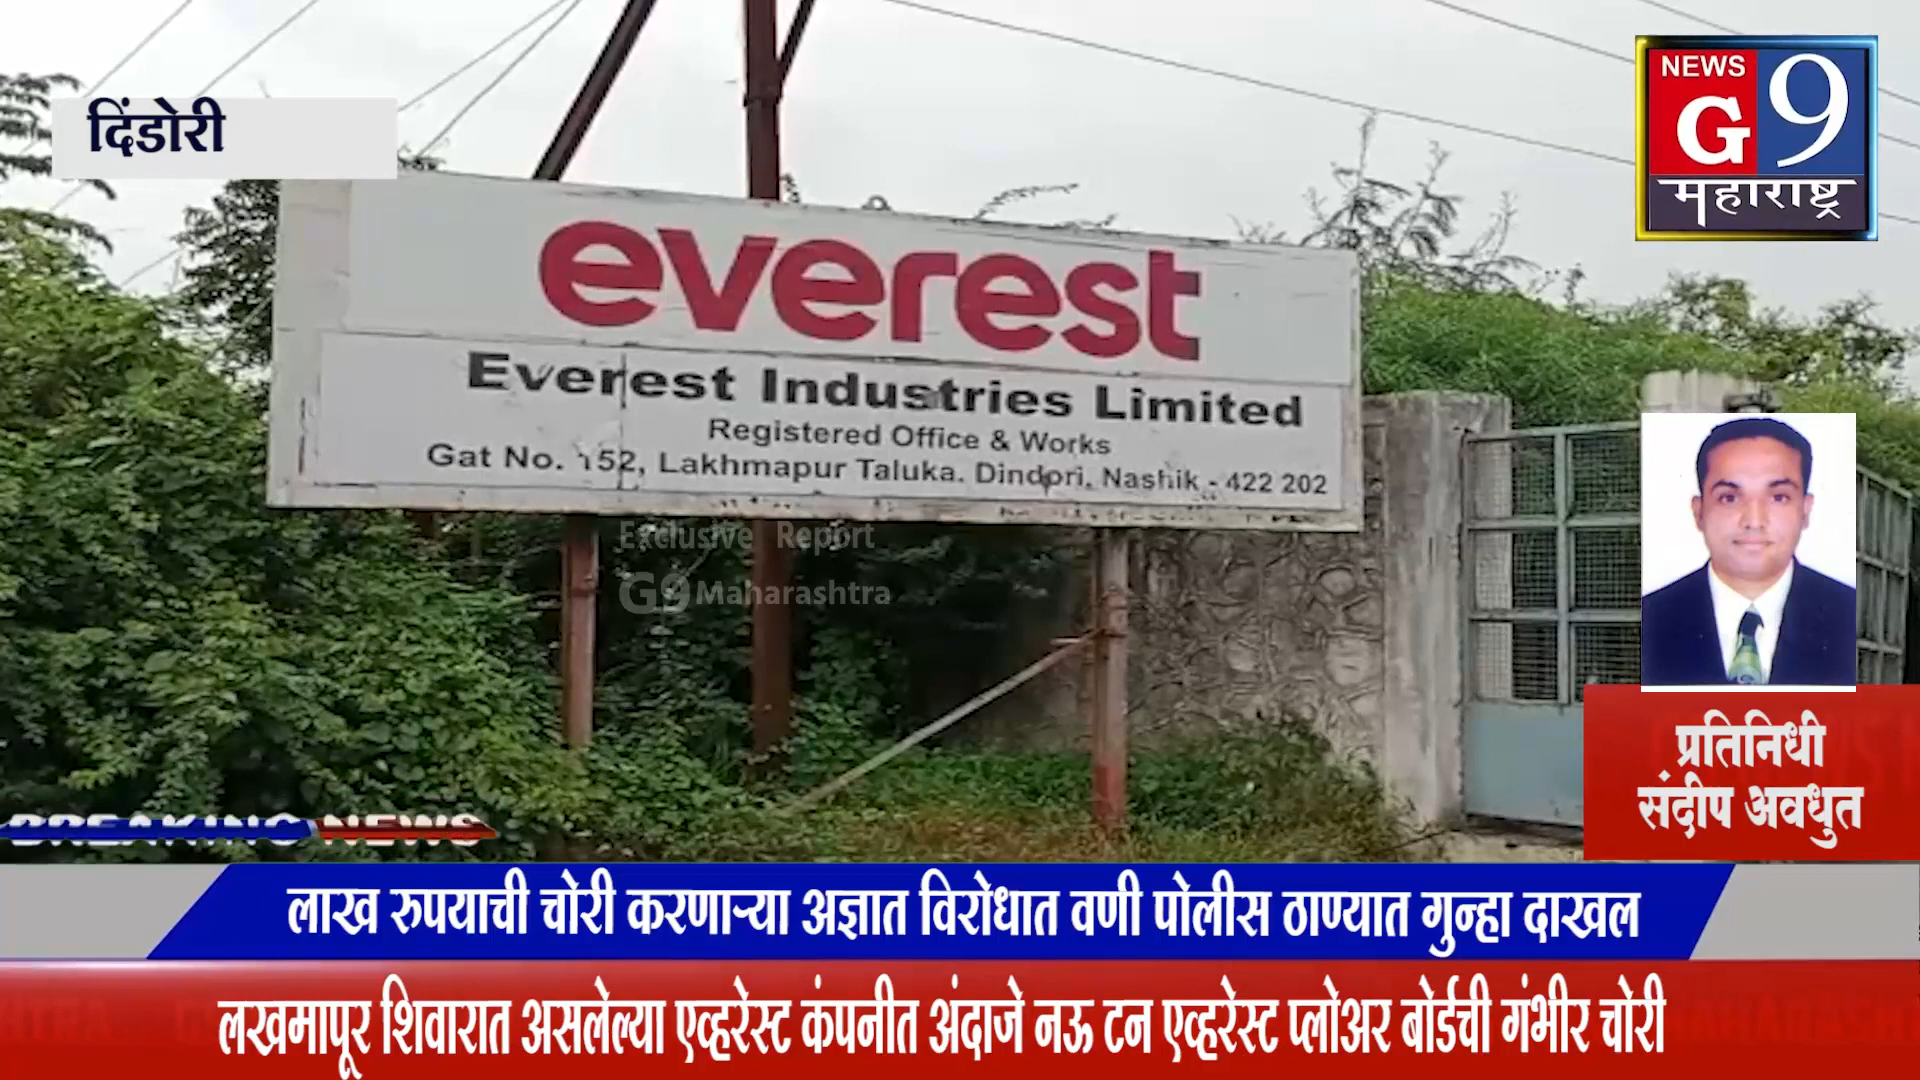 दिंडोरी
NEWS
G9
महाराष्ट्र
everest
Everest Industries Limited
Registered Office & Works
Gat No. 152, Lakhmapur Taluka. Dindori, Nashik - 422 202
Exclusive Report
G9 Maharashtra
प्रतिनिधी
संदीप अवधुत
BREAKING NEWS
लाख रुपयाची चोरी करणाऱ्या अज्ञात विरोधात वणी पोलीस ठाण्यात गुन्हा दाखल
लखमापूर शिवारात असलेल्या एव्हरेस्ट कंपनीत अंदाजे नऊ टन एव्हरेस्ट प्लोअर बोर्डची गंभीर चोरी